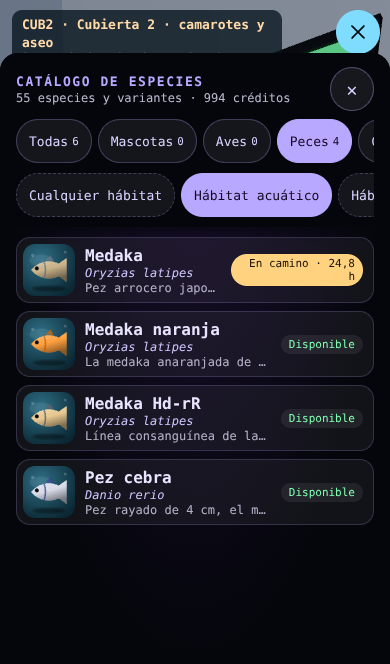 CUB2 · Cubierta 2 · camarotes y
aseo
CATÁLOGO DE ESPECIES
55 especies y variantes · 994 créditos
Todas 6
Mascotas 0
Aves 0
Peces 4
Cualquier hábitat
Hábitat acuático
Háb
Medaka
Oryzias latipes
Pez arrocero japo…
En camino · 24,8
h
Medaka naranja
Oryzias latipes
La medaka anaranjada de …
Disponible
Medaka Hd-rR
Oryzias latipes
Línea consanguínea de la…
Disponible
Pez cebra
Danio rerio
Pez rayado de 4 cm, el m…
Disponible